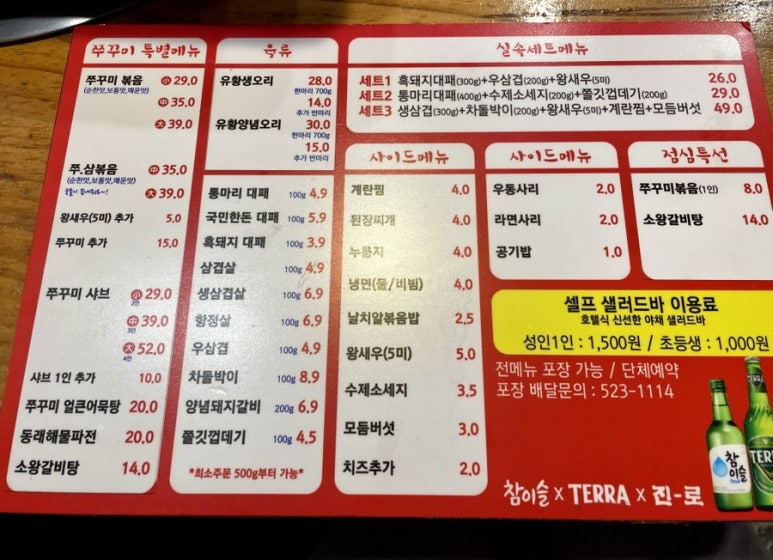 쭈꾸미 특별메뉴
쭈꾸미 볶음 小 29.0
(순한맛,보통맛,매운맛)
中 35.0
大 39.0
쭈.삼볶음 中 35.0
(순한맛,보통맛,매운맛)
大 39.0
왕새우(5미) 추가 5.0
쭈꾸미 추가 15.0
쭈꾸미 샤브 小 29.0
2인
中 39.0
3인
大 52.0
4인
샤브 1인 추가 10.0
쭈꾸미 얼큰어묵탕 20.0
동래해물파전 20.0
소왕갈비탕 14.0
육류
유황생오리 28.0
한마리 700g
14.0
추가 반마리
유황양념오리 30.0
한마리 700g
15.0
추가 반마리
통마리 대패 100g 4.9
국민한돈 대패 100g 5.9
흑돼지 대패 100g 3.9
삼겹살 100g 4.9
생삼겹살 100g 6.9
항정살 100g 6.9
우삼겹 100g 4.9
차돌박이 100g 8.9
양념돼지갈비 200g 6.9
쫄깃껍데기 100g 4.5
*최소주문 500g부터 가능*
실속세트메뉴
세트1 흑돼지대패(300g)+우삼겹(200g)+왕새우(5미) 26.0
세트2 통마리대패(400g)+수제소세지(200g)+쫄깃껍데기(200g) 29.0
세트3 생삼겹(300g)+차돌박이(200g)+왕새우(5미)+계란찜+모듬버섯 49.0
사이드메뉴
계란찜 4.0
된장찌개 4.0
누룽지 4.0
냉면(물/비빔) 4.0
날치알볶음밥 2.5
왕새우(5미) 5.0
수제소세지 3.5
모듬버섯 3.0
치즈추가 2.0
사이드메뉴
우동사리 2.0
라면사리 2.0
공기밥 1.0
점심특선
쭈꾸미볶음(1인) 8.0
소왕갈비탕 14.0
셀프 샐러드바 이용료
호텔식 신선한 야채 샐러드바
성인1인 : 1,500원 / 초등생 : 1,000원
전메뉴 포장 가능 / 단체예약
포장 배달문의 : 523-1114
참이슬 x TERRA x 진-로
참이슬
TERRA
TERR